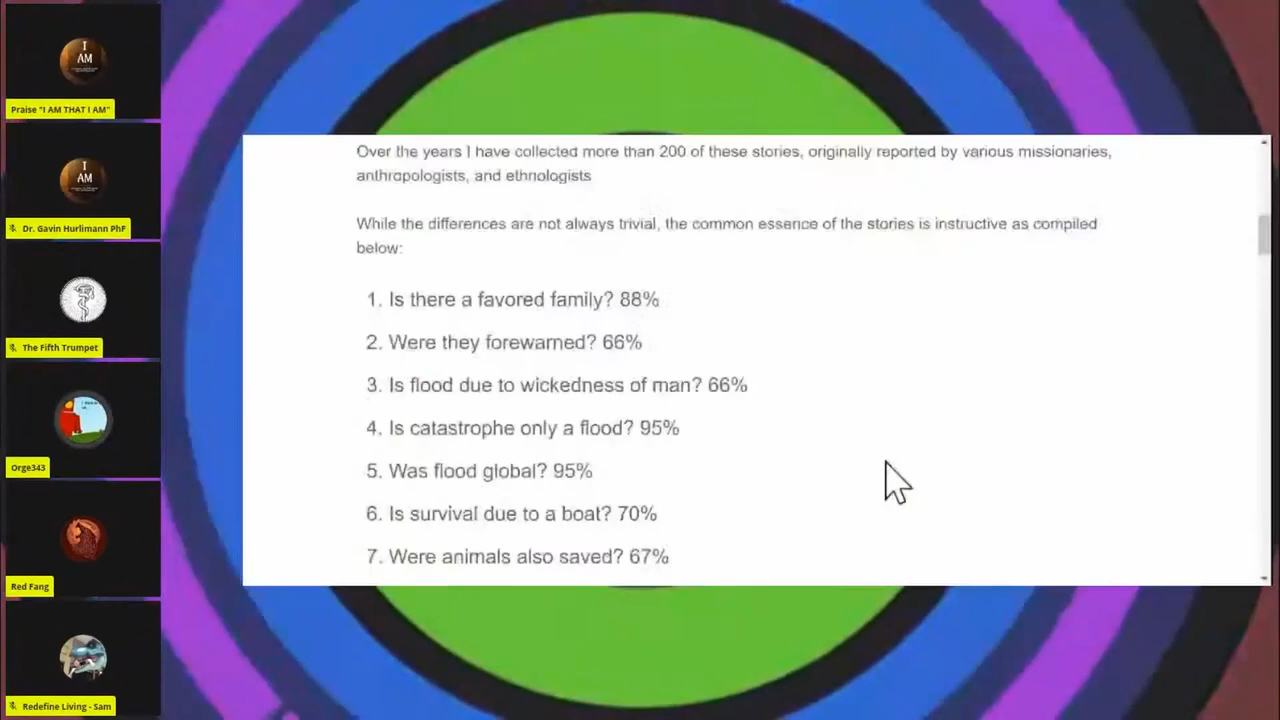 I
AM
Praise "I AM THAT I AM"
I
AM
Dr. Gavin Hurlimann PhF
The Fifth Trumpet
Orge343
Red Fang
Redefine Living - Sam
Over the years I have collected more than 200 of these stories, originally reported by various missionaries,
anthropologists, and ethnologists
While the differences are not always trivial, the common essence of the stories is instructive as compiled
below:
1. Is there a favored family? 88%
2. Were they forewarned? 66%
3. Is flood due to wickedness of man? 66%
4. Is catastrophe only a flood? 95%
5. Was flood global? 95%
6. Is survival due to a boat? 70%
7. Were animals also saved? 67%